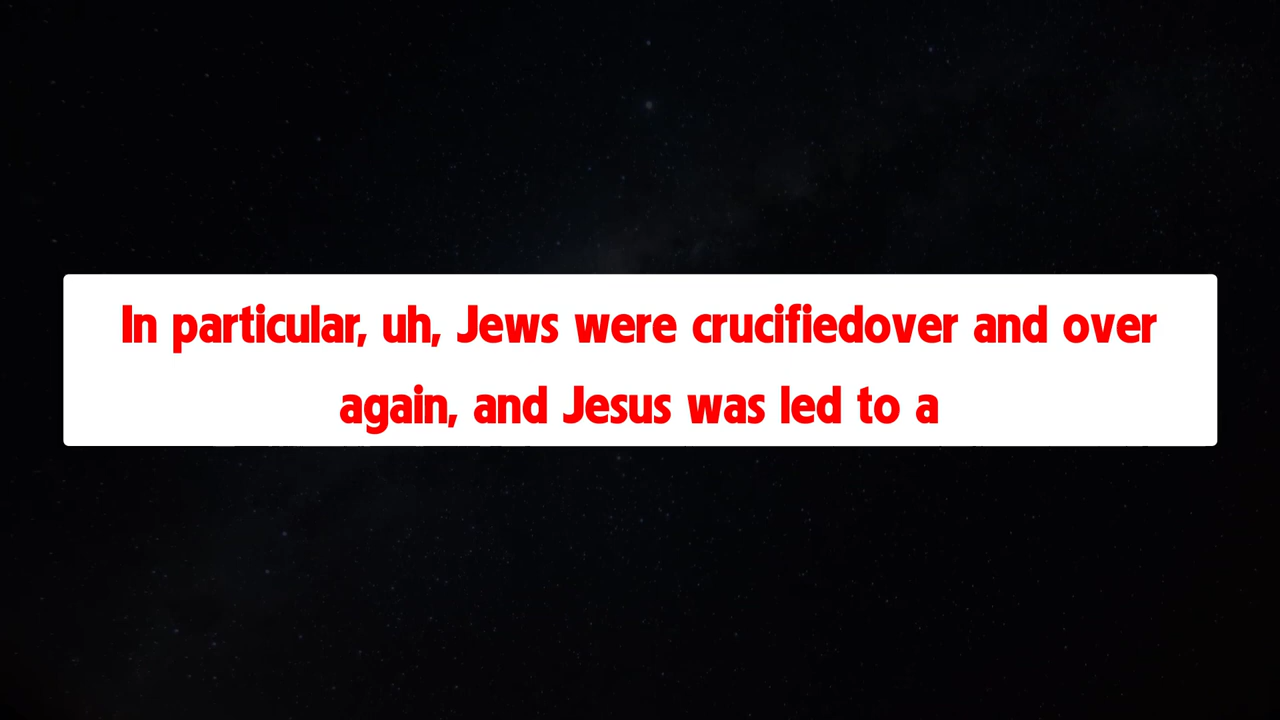 In particular, uh, Jews were crucifiedover and over
again, and Jesus was led to a